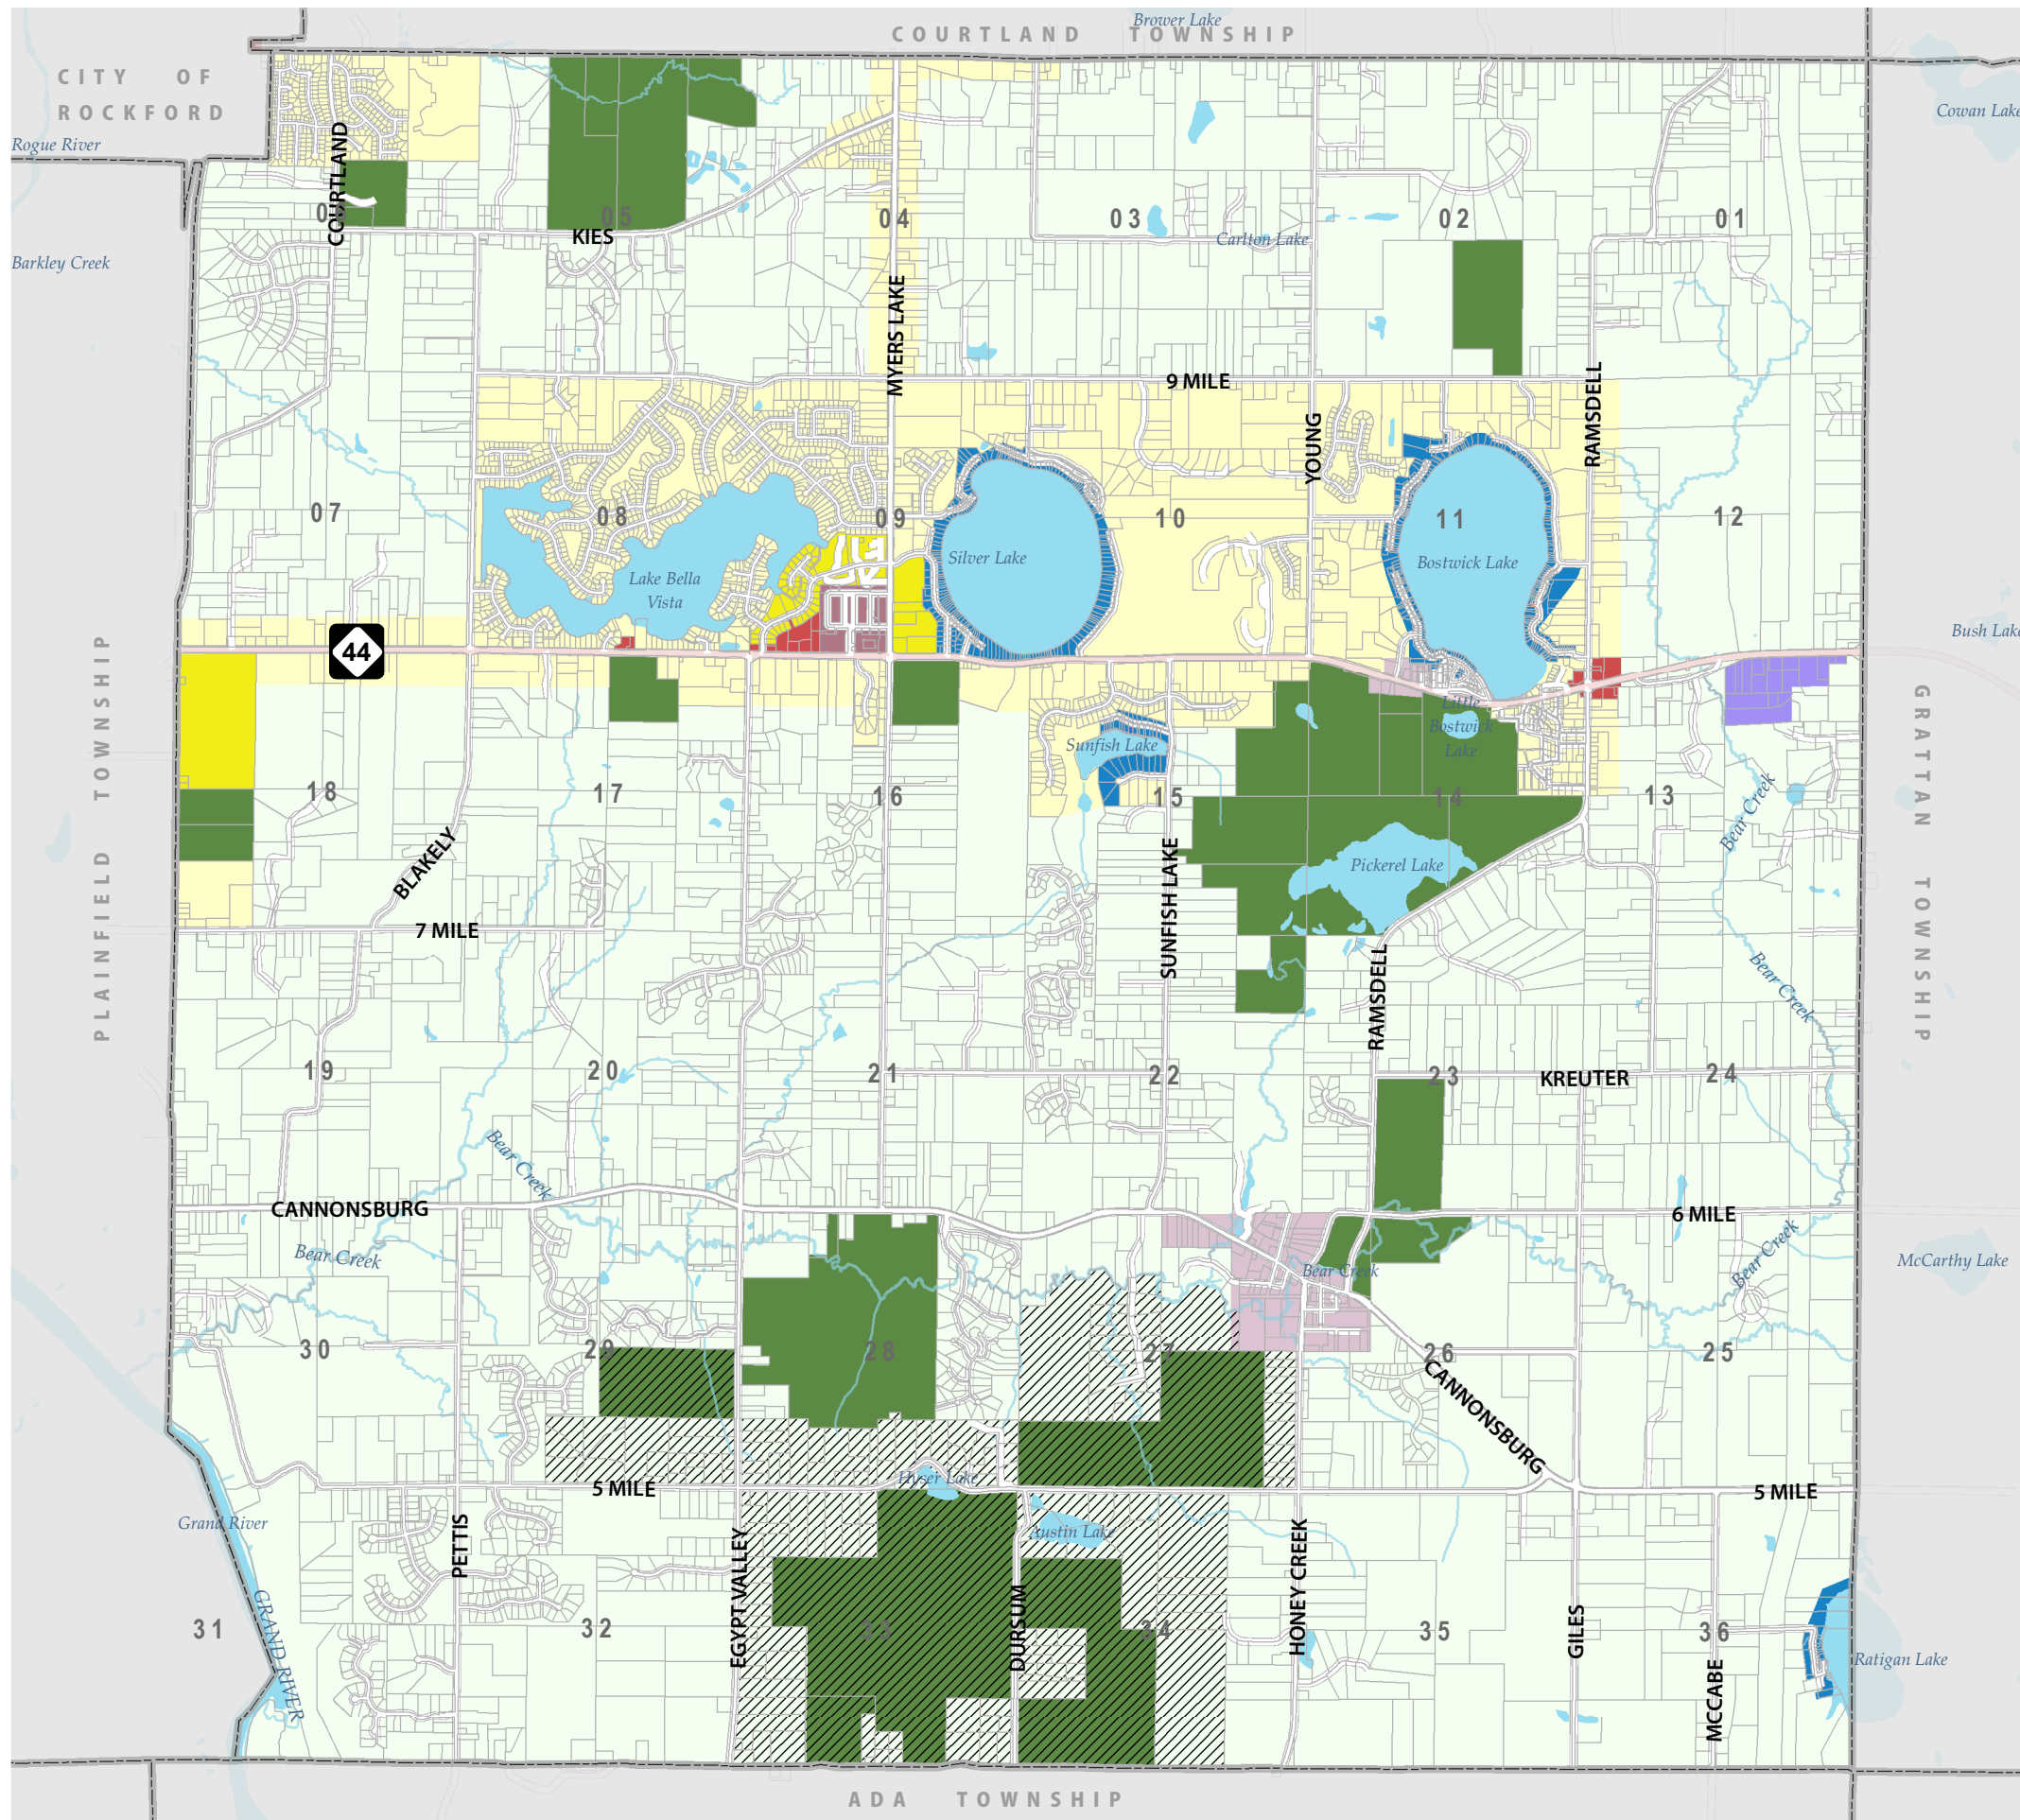 Brower Lake
COURTLAND TOWNSHIP
CITY OF
ROCKFORD
Cowan Lake
Rogue River
COURTLAND
05
04
03
02
01
KIES
Carlton Lake
Barkley Creek
MYERS LAKE
9 MILE
RAMSDELL
YOUNG
07
08
09
10
11
12
Silver Lake
Bostwick Lake
Lake Bella
Vista
44
Bush Lake
PLAINFIELD TOWNSHIP
GRATTAN TOWNSHIP
Little
Bostwick
Lake
Sunfish Lake
18
17
16
15
14
13
Bear Creek
BLAKELY
SUNFISH LAKE
Pickerel Lake
7 MILE
RAMSDELL
Bear Creek
19
20
21
22
23
24
KREUTER
Bear Creek
CANNONSBURG
6 MILE
Bear Creek
Bear Creek
Bear Creek
McCarthy Lake
30
29
28
27
26
25
CANNONSBURG
Hyser Lake
5 MILE
5 MILE
Grand River
Austin Lake
PETTIS
EGYPT VALLEY
HONEY CREEK
DURSUM
GILES
MCCABE
GRAND RIVER
31
32
33
34
35
36
Ratigan Lake
ADA TOWNSHIP